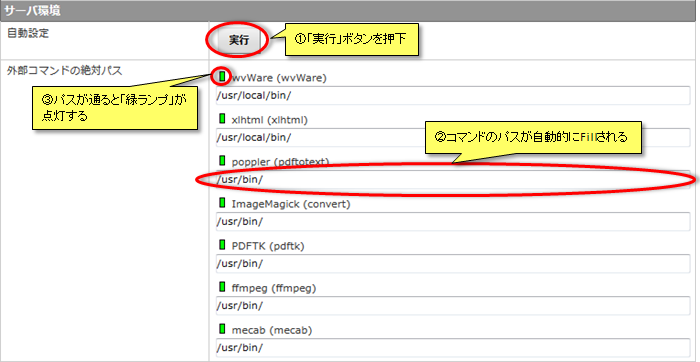 サーバ環境
自動設定
実行
①「実行」ボタンを押下
外部コマンドの絶対パス
wvWare (wvWare)
/usr/local/bin/
③パスが通ると「緑ランプ」が
点灯する
xlhtml (xlhtml)
/usr/local/bin/
②コマンドのパスが自動的にFillされる
poppler (pdftotext)
/usr/bin/
ImageMagick (convert)
/usr/bin/
PDFTK (pdftk)
/usr/bin/
ffmpeg (ffmpeg)
/usr/bin/
mecab (mecab)
/usr/bin/